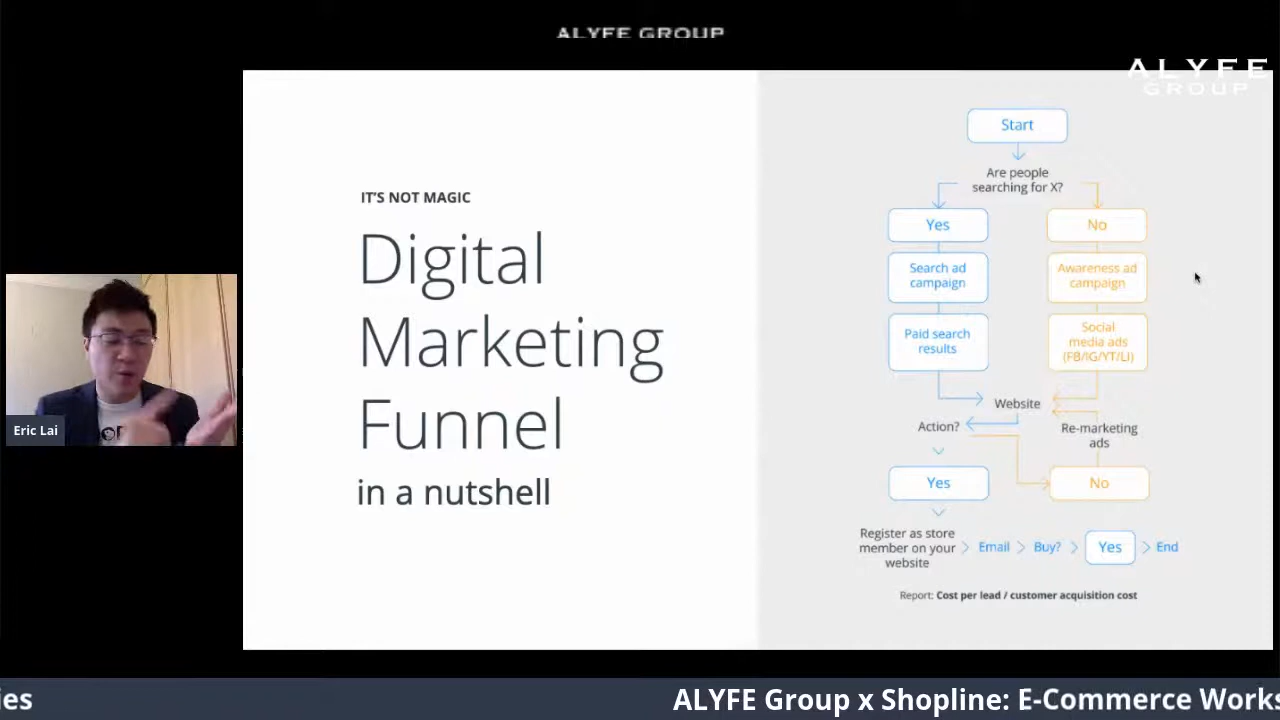 ALYFE GROUP
ALYFE
GROUP
IT'S NOT MAGIC
Digital
Marketing
Funnel
in a nutshell
Start
Are people
searching for X?
Yes
No
Search ad
campaign
Awareness ad
campaign
Paid search
results
Social
media ads
(FB/IG/YT/LI)
Website
Action?
Re-marketing
ads
Yes
No
Register as store
member on your
website
Email
Buy?
Yes
End
Report: Cost per lead / customer acquisition cost
Eric Lai
ALYFE Group x Shopline: E-Commerce Works